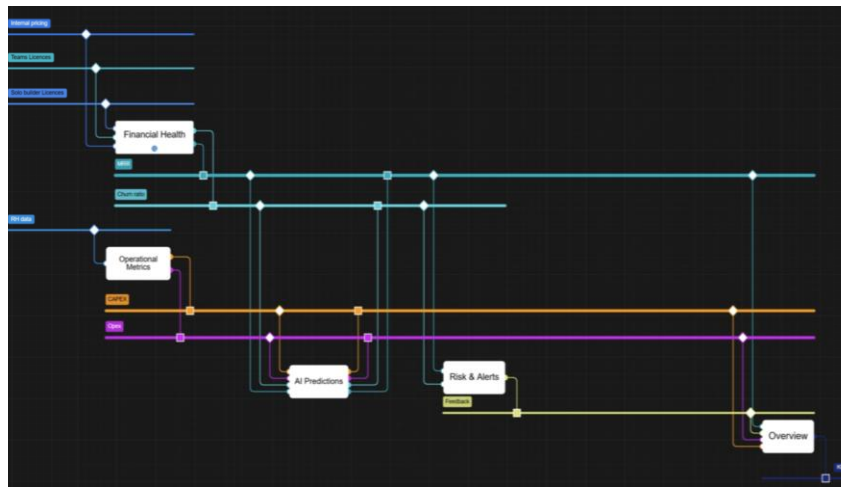 Internal pricing
Teams Licences
Solo builder Licences
Financial Health
MRR
Churn ratio
RH data
Operational
Metrics
CAPEX
Opex
AI Predictions
Risk & Alerts
Feedback
Overview